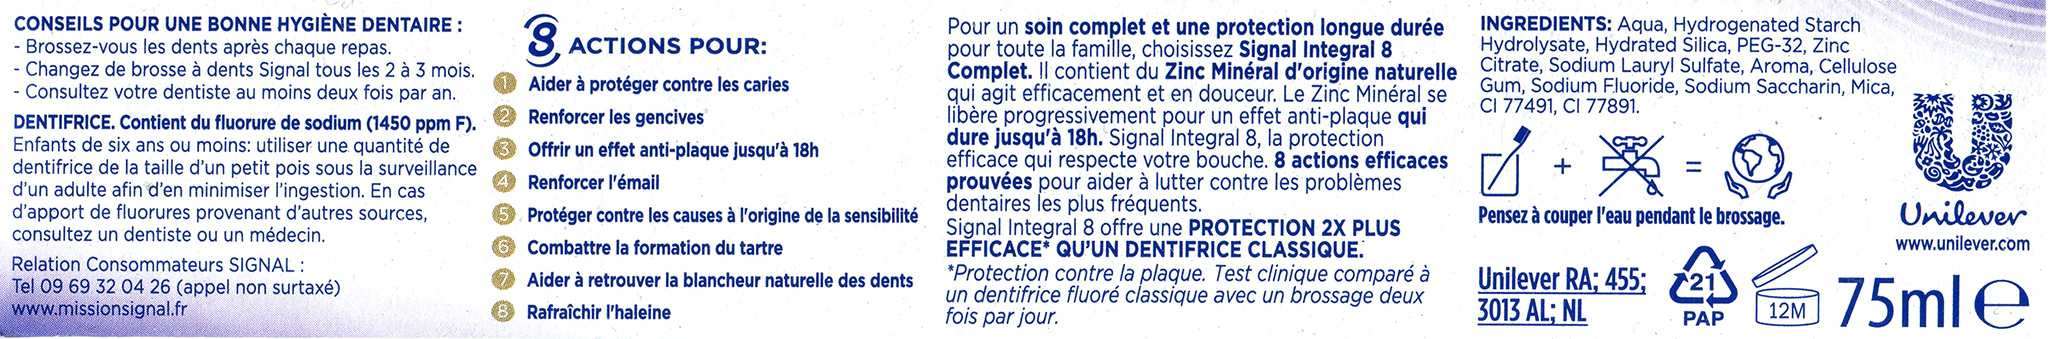 CONSEILS POUR UNE BONNE HYGIÈNE DENTAIRE :
- Brossez-vous les dents après chaque repas.
- Changez de brosse à dents Signal tous les 2 à 3 mois.
- Consultez votre dentiste au moins deux fois par an.
DENTIFRICE. Contient du fluorure de sodium (1450 ppm F).
Enfants de six ans ou moins: utiliser une quantité de
dentifrice de la taille d'un petit pois sous la surveillance
d'un adulte afin d'en minimiser l'ingestion. En cas
d'apport de fluorures provenant d'autres sources,
consultez un dentiste ou un médecin.
Relation Consommateurs SIGNAL :
Tel 09 69 32 04 26 (appel non surtaxé)
www.missionsignal.fr
8 ACTIONS POUR:
1 Aider à protéger contre les caries
2 Renforcer les gencives
3 Offrir un effet anti-plaque jusqu'à 18h
4 Renforcer l'émail
5 Protéger contre les causes à l'origine de la sensibilité
6 Combattre la formation du tartre
7 Aider à retrouver la blancheur naturelle des dents
8 Rafraîchir l'haleine
Pour un soin complet et une protection longue durée
pour toute la famille, choisissez Signal Integral 8
Complet. Il contient du Zinc Minéral d'origine naturelle
qui agit efficacement et en douceur. Le Zinc Minéral se
libère progressivement pour un effet anti-plaque qui
dure jusqu'à 18h. Signal Integral 8, la protection
efficace qui respecte votre bouche. 8 actions efficaces
prouvées pour aider à lutter contre les problèmes
dentaires les plus fréquents.
Signal Integral 8 offre une PROTECTION 2X PLUS
EFFICACE* QU'UN DENTIFRICE CLASSIQUE.
*Protection contre la plaque. Test clinique comparé à
un dentifrice fluoré classique avec un brossage deux
fois par jour.
INGREDIENTS: Aqua, Hydrogenated Starch
Hydrolysate, Hydrated Silica, PEG-32, Zinc
Citrate, Sodium Lauryl Sulfate, Aroma, Cellulose
Gum, Sodium Fluoride, Sodium Saccharin, Mica,
CI 77491, CI 77891.
+ =
Pensez à couper l'eau pendant le brossage.
Unilever
www.unilever.com
Unilever RA; 455;
3013 AL; NL
21
PAP
12M
75ml e